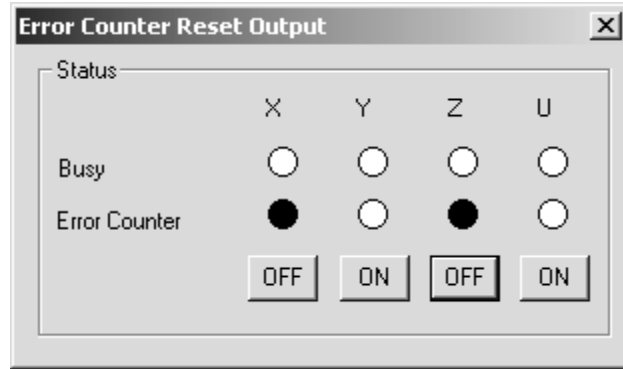 Error Counter Reset Output
Status
X Y Z U
Busy
Error Counter
OFF ON OFF ON